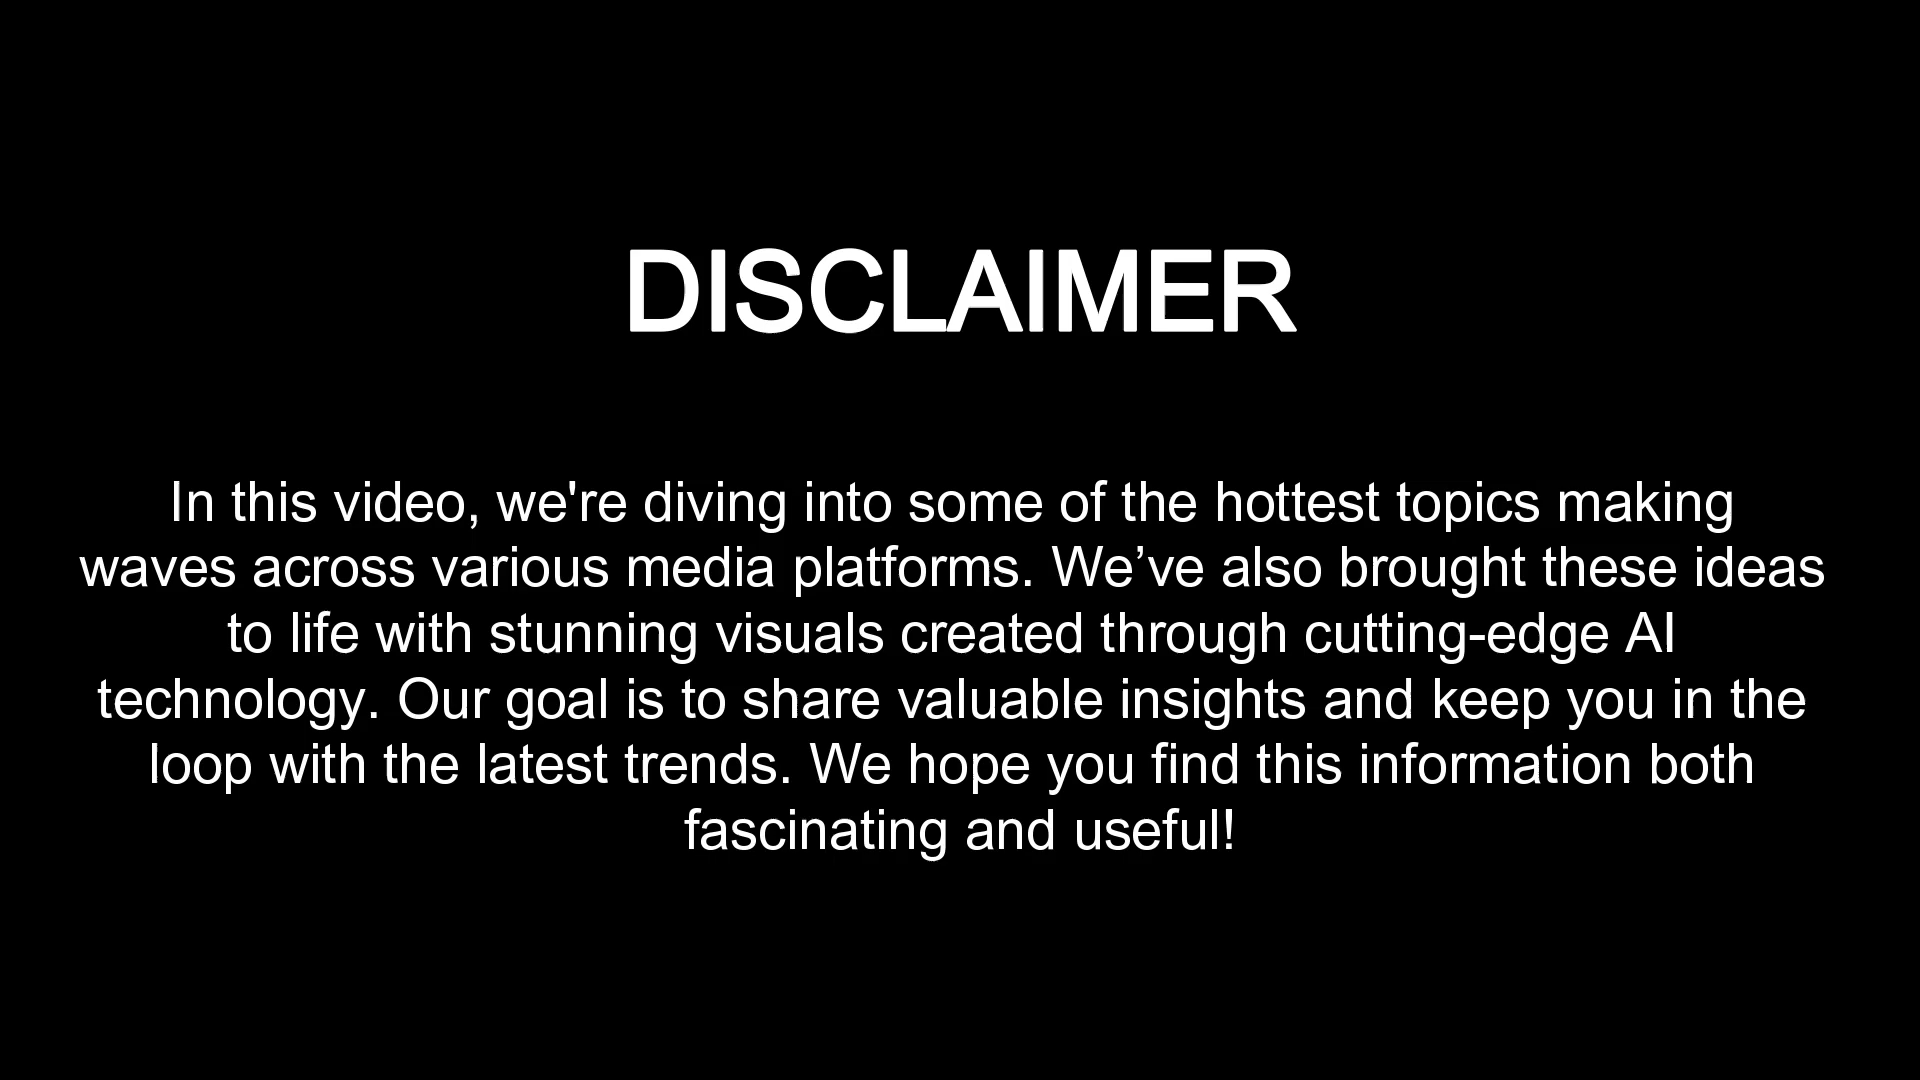 DISCLAIMER
In this video, we're diving into some of the hottest topics making
waves across various media platforms. We’ve also brought these ideas
to life with stunning visuals created through cutting-edge AI
technology. Our goal is to share valuable insights and keep you in the
loop with the latest trends. We hope you find this information both
fascinating and useful!